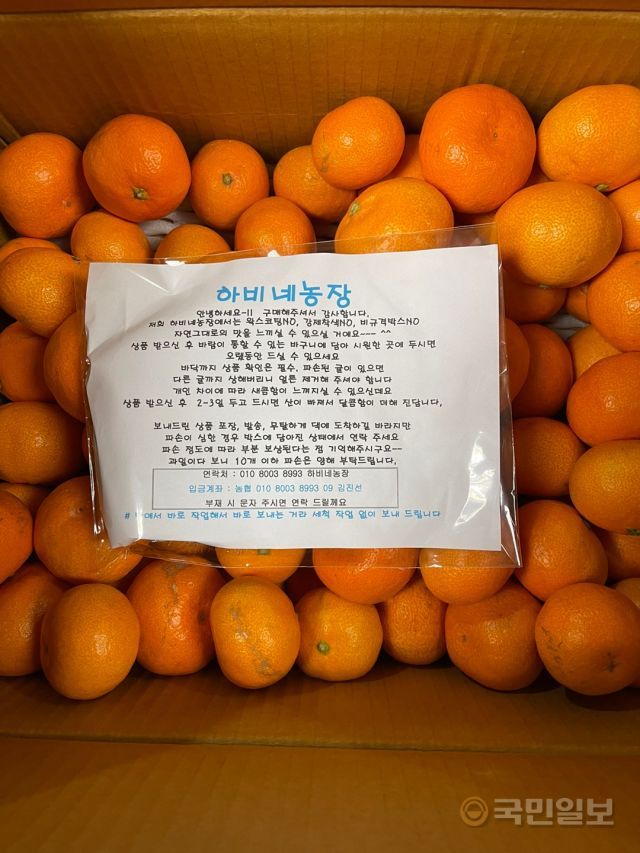 하비네농장
안녕하세요~!! 구매해주셔서 감사합니다.
저희 하비네농장에서는 왁스코팅NO, 강제착색NO, 비규격박스NO
자연그대로의 맛을 느끼실 수 있으실 거에요~~~ ^^
상품 받으신 후 바람이 통할 수 있는 바구니에 담아 시원한 곳에 두시면
오랫동안 드실 수 있으세요
바닥까지 상품 확인은 필수, 파손된 귤이 있으면
다른 귤까지 상해버리니 얼른 제거해 주셔야 합니다
개인 차이에 따라 새콤함이 느껴지실 수 있으신데요
상품 받으신 후 2-3일 두고 드시면 산이 빠져서 달콤함이 더해 진답니다.
보내드린 상품 포장, 발송, 무탈하게 댁에 도착하길 바라지만
파손이 심한 경우 박스에 담아진 상태에서 연락 주세요
파손 정도에 따라 부분 보상된다는 점 기억해주시구요~~
과일이다 보니 10개 이하 파손은 양해 부탁드립니다.
연락처 : 010 8003 8993 하비네농장
입금계좌 : 농협 010 8003 8993 09 김진선
부재 시 문자 주시면 연락 드릴께요
# 에서 바로 작업해서 바로 보내는 거라 세척 작업 없이 보내 드립니다
국민일보